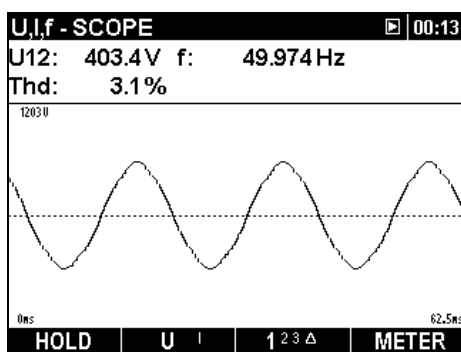 U,I,f - SCOPE 00:13
U12: 403.4 V f: 49.974 Hz
Thd: 3.1 %
1203 U
0ms 62.5ms
HOLD U I 1 2 3 Δ METER